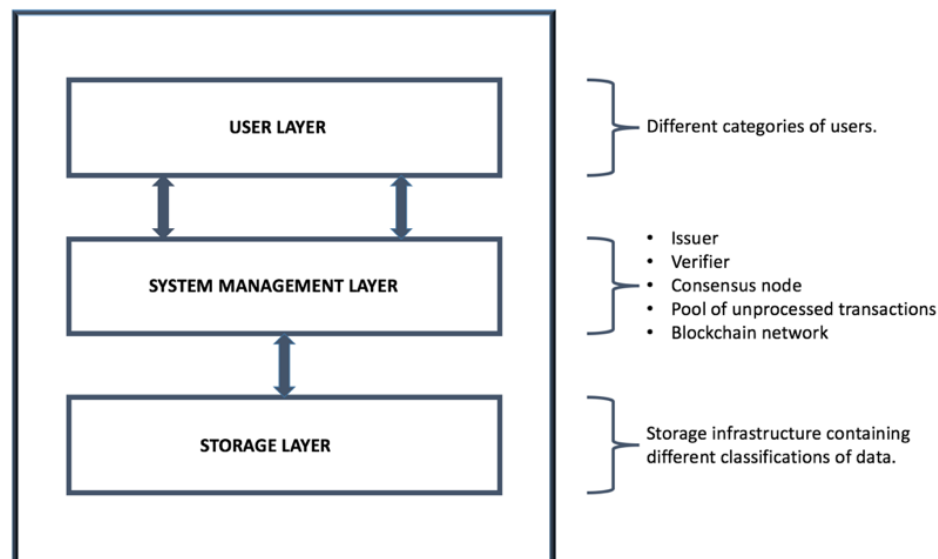 USER LAYER
Different categories of users.
SYSTEM MANAGEMENT LAYER
• Issuer
• Verifier
• Consensus node
• Pool of unprocessed transactions
• Blockchain network
STORAGE LAYER
Storage infrastructure containing
different classifications of data.